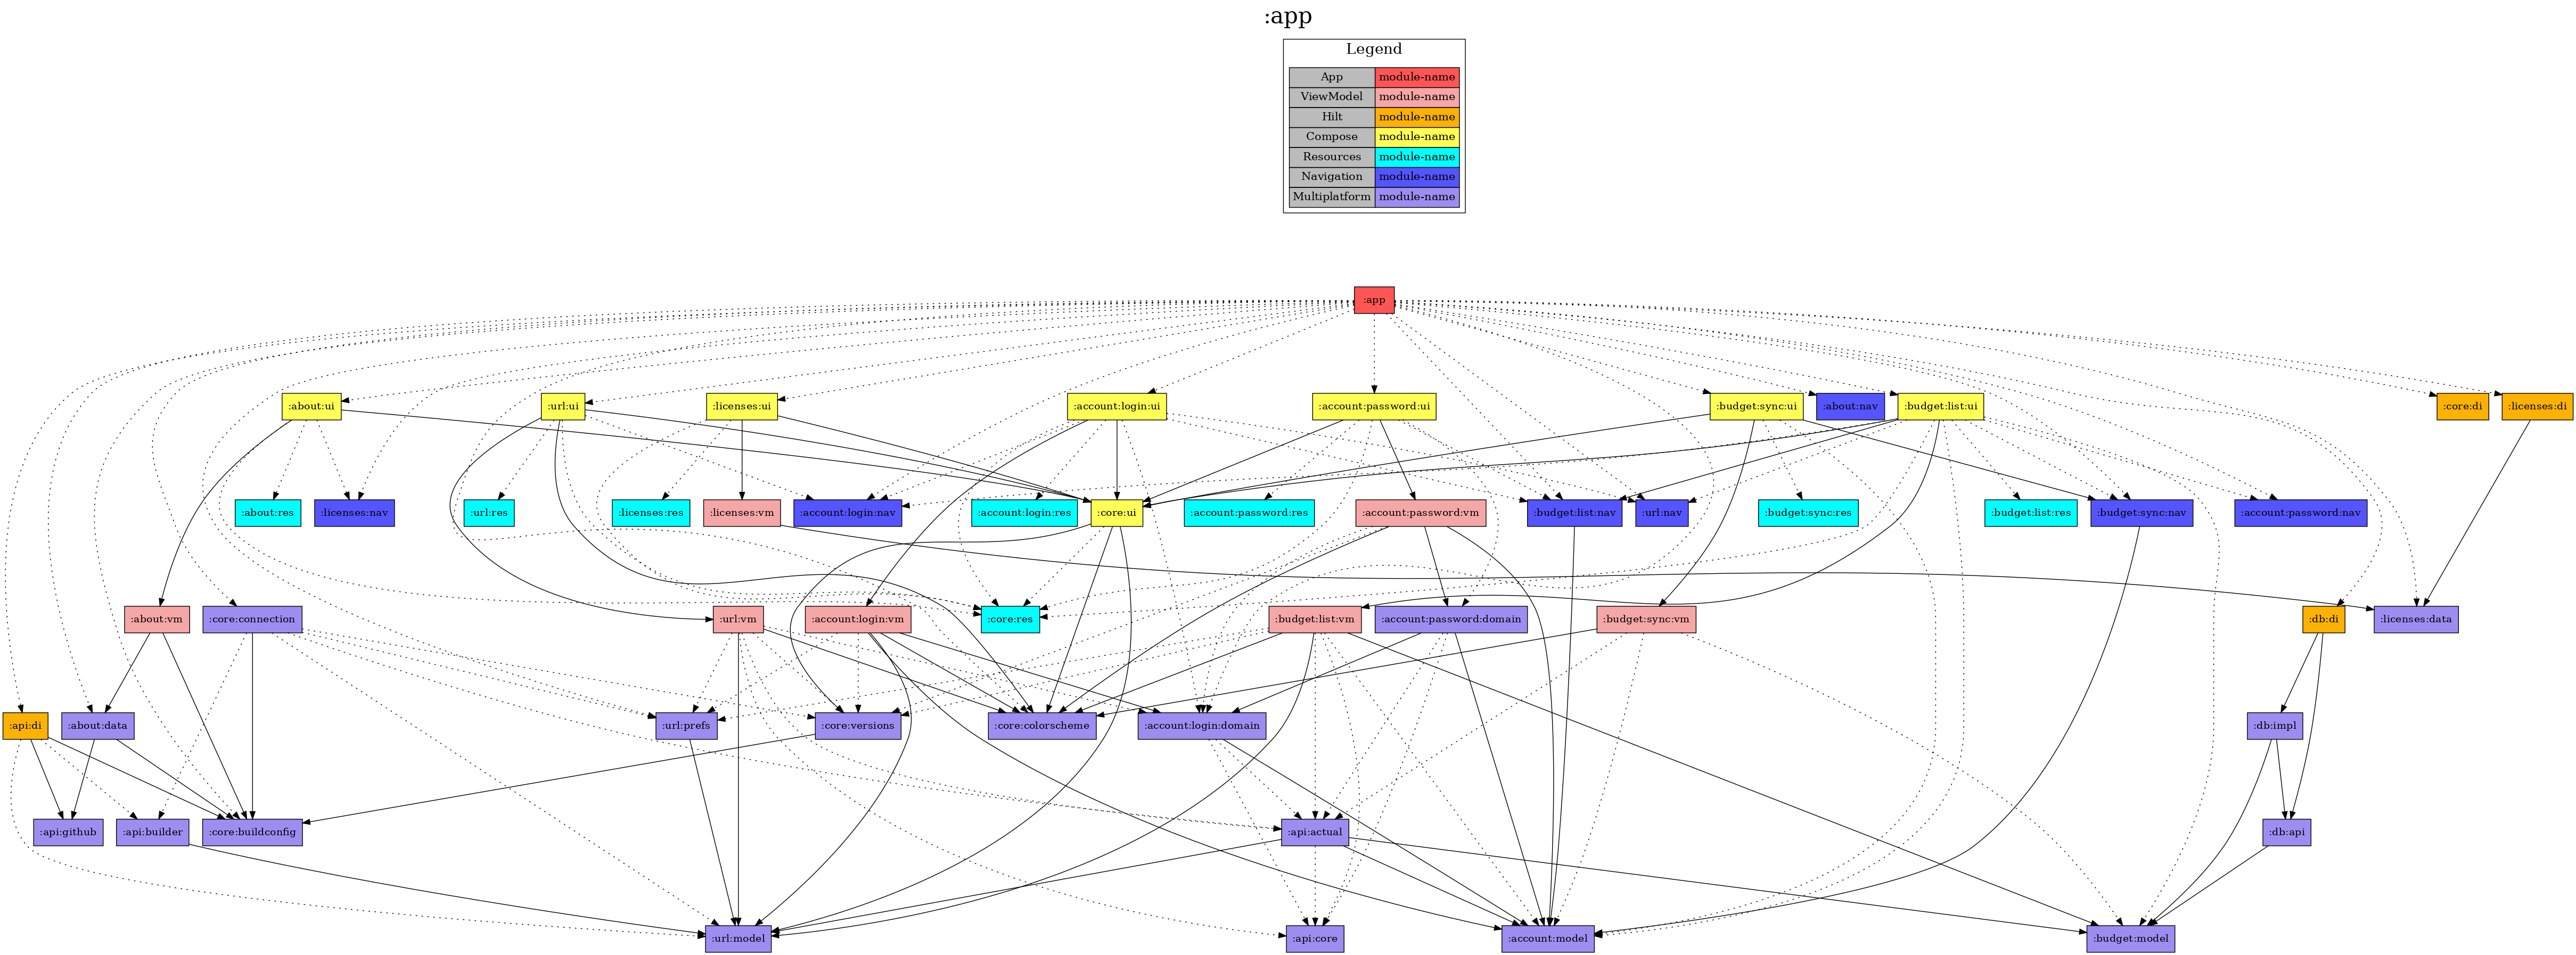 :app
Legend
App module-name
ViewModel module-name
Hilt module-name
Compose module-name
Resources module-name
Navigation module-name
Multiplatform module-name
:app
:about:ui :url:ui :licenses:ui :account:login:ui :account:password:ui :budget:sync:ui :about:nav :budget:list:ui :core:di :licenses:di
:about:res :licenses:nav :url:res :licenses:res :licenses:vm :account:login:nav :account:login:res :core:ui :account:password:res :account:password:vm :budget:list:nav :url:nav :budget:sync:res :budget:list:res :budget:sync:nav :account:password:nav
:about:vm :core:connection :url:vm :account:login:vm :core:res :budget:list:vm :account:password:domain :budget:sync:vm :db:di :licenses:data
:api:di :about:data :url:prefs :core:versions :core:colorscheme :account:login:domain :db:impl
:api:github :api:builder :core:buildconfig :api:actual :db:api
:url:model :api:core :account:model :budget:model